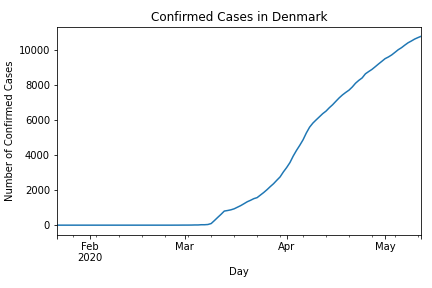 Confirmed Cases in Denmark
10000
8000
6000
4000
2000
0
Number of Confirmed Cases
Feb
2020
Mar
Apr
May
Day